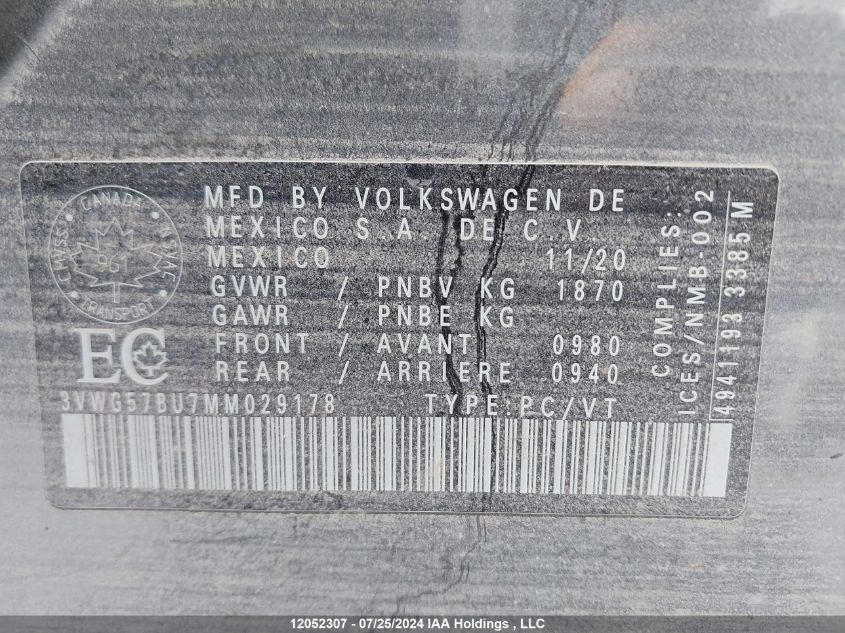 MFD BY VOLKSWAGEN DE
MEXICO S.A. DE C.V.
MEXICO 11/20
GVWR / PNBV KG 1870
GAWR / PNBE KG
FRONT / AVANT 0980
REAR / ARRIERE 0940
3VWG57BU7MM029178 TYPE:PC/VT
CANADA
TRANSPORT
EC
COMPLIES:
ICES/NMB-002
4941193 3385 M
12052307 - 07/25/2024 IAA Holdings , LLC